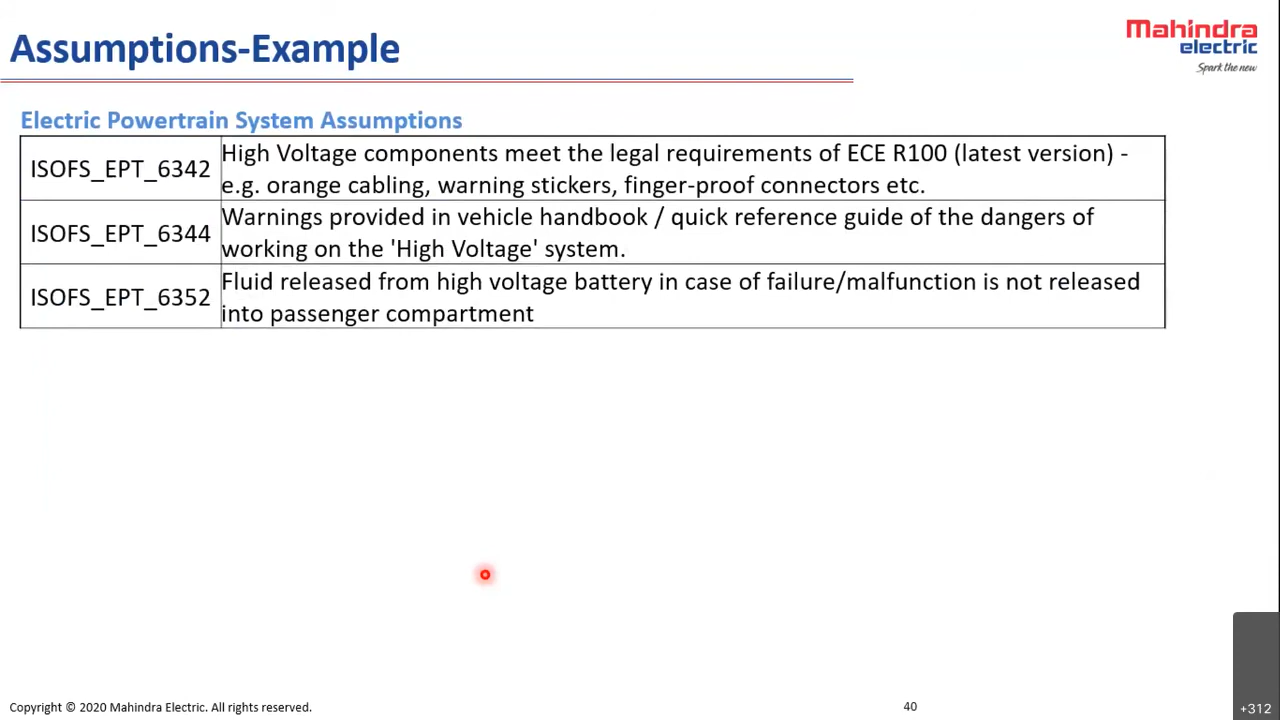 Assumptions-Example
Mahindra
electric
Spark the new
Electric Powertrain System Assumptions
ISOFS_EPT_6342
High Voltage components meet the legal requirements of ECE R100 (latest version) -
e.g. orange cabling, warning stickers, finger-proof connectors etc.
ISOFS_EPT_6344
Warnings provided in vehicle handbook / quick reference guide of the dangers of
working on the 'High Voltage' system.
ISOFS_EPT_6352
Fluid released from high voltage battery in case of failure/malfunction is not released
into passenger compartment
Copyright © 2020 Mahindra Electric. All rights reserved.
40
+312